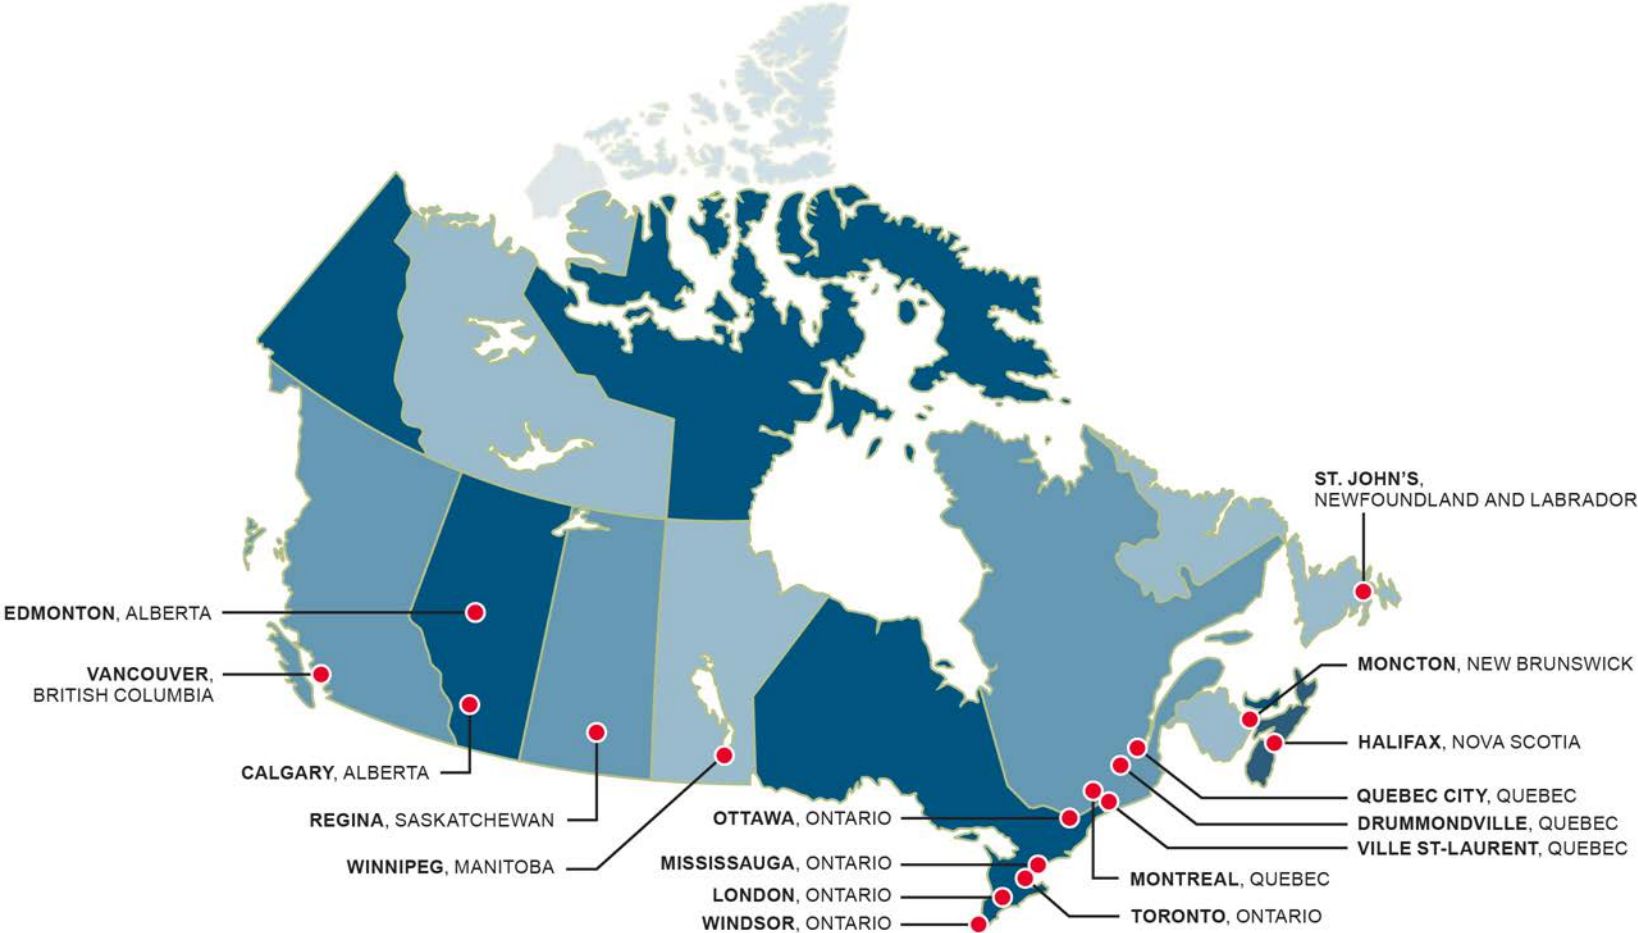 ST. JOHN'S,
NEWFOUNDLAND AND LABRADOR
EDMONTON, ALBERTA
VANCOUVER,
BRITISH COLUMBIA
MONCTON, NEW BRUNSWICK
HALIFAX, NOVA SCOTIA
CALGARY, ALBERTA
QUEBEC CITY, QUEBEC
REGINA, SASKATCHEWAN
OTTAWA, ONTARIO
DRUMMONDVILLE, QUEBEC
VILLE ST-LAURENT, QUEBEC
WINNIPEG, MANITOBA
MISSISSAUGA, ONTARIO
MONTREAL, QUEBEC
LONDON, ONTARIO
TORONTO, ONTARIO
WINDSOR, ONTARIO